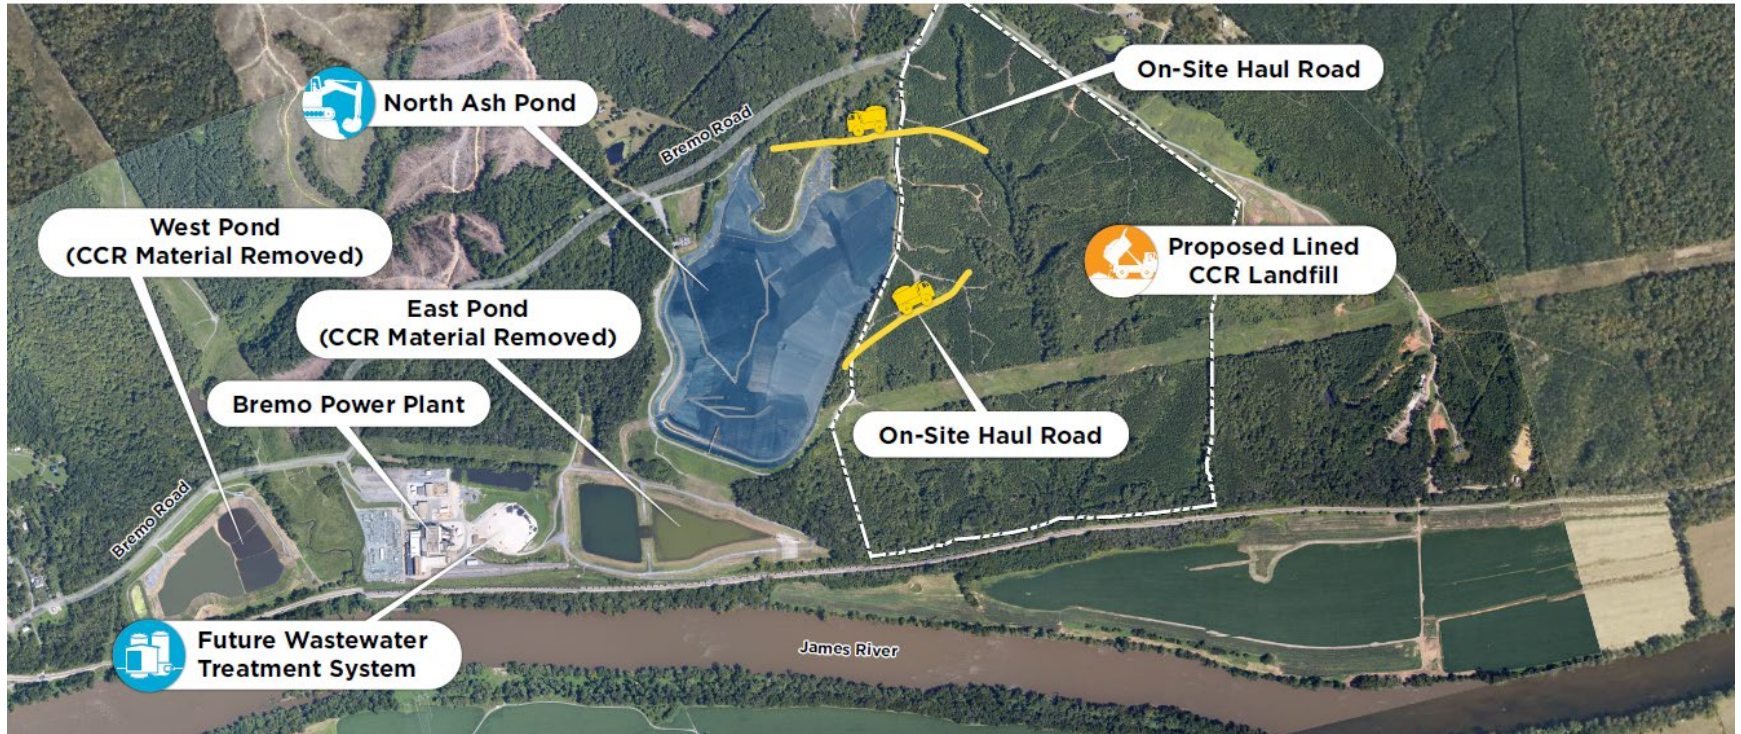 On-Site Haul Road
North Ash Pond
Bremo Road
West Pond
(CCR Material Removed)
Proposed Lined
CCR Landfill
East Pond
(CCR Material Removed)
Bremo Power Plant
On-Site Haul Road
Bremo Road
Future Wastewater
Treatment System
James River